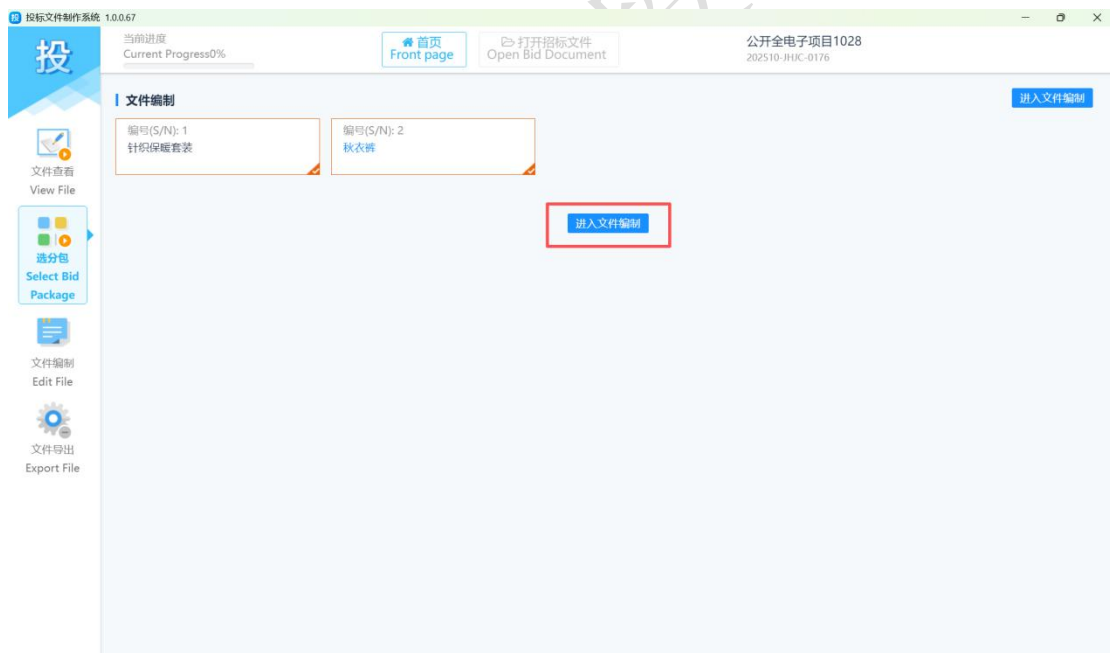 投 投标文件制作系统 1.0.0.67
投
当前进度
Current Progress0%
首页
Front page
打开招标文件
Open Bid Document
公开全电子项目1028
202510-JHJC-0176
文件编制
进入文件编制
编号(S/N): 1
针织保暖套装
编号(S/N): 2
秋衣裤
进入文件编制
文件查看
View File
选分包
Select Bid
Package
文件编制
Edit File
文件导出
Export File